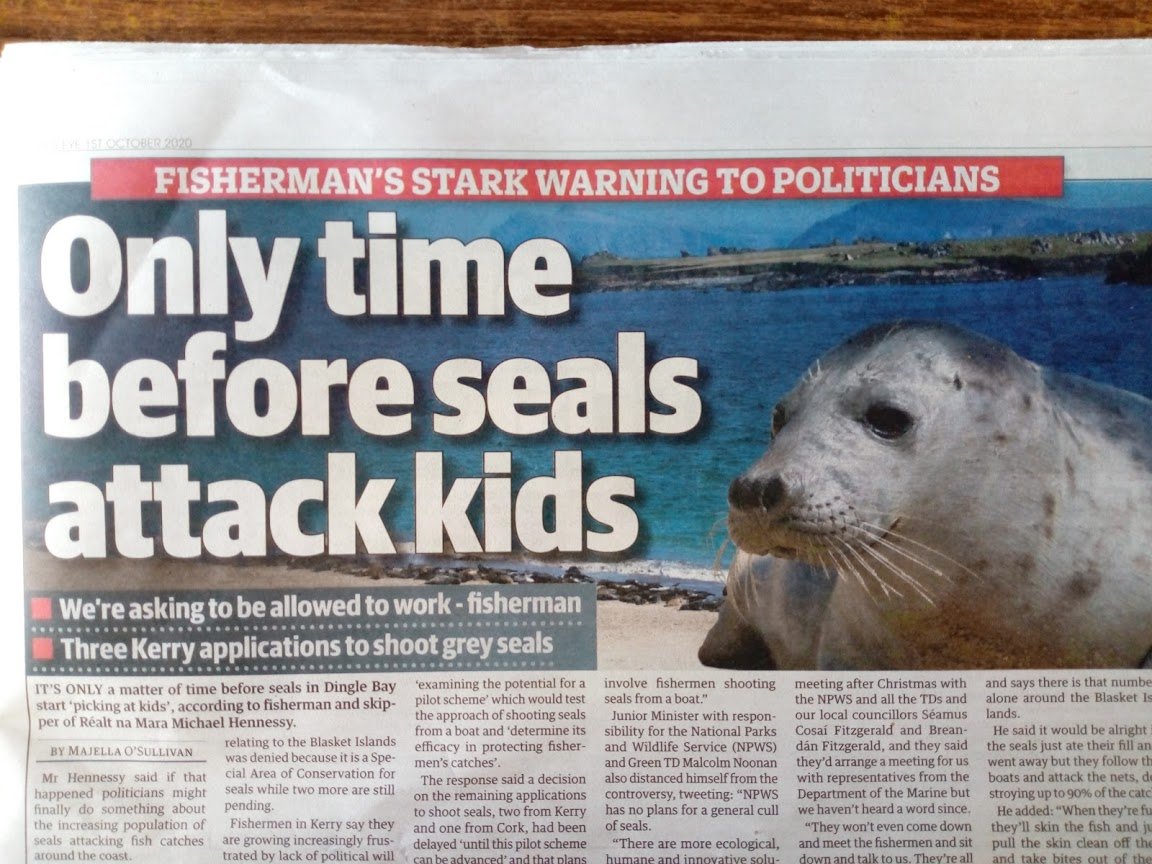 1ST OCTOBER 2020
FISHERMAN'S STARK WARNING TO POLITICIANS
Only time
before seals
attack kids
We're asking to be allowed to work - fisherman
Three Kerry applications to shoot grey seals
IT'S ONLY a matter of time before seals in Dingle Bay
start 'picking at kids', according to fisherman and skip-
per of Réalt na Mara Michael Hennessy.
BY MAJELLA O'SULLIVAN
Mr Hennessy said if that
happened politicians might
finally do something about
the increasing population of
seals attacking fish catches
around the coast.
relating to the Blasket Islands
was denied because it is a Spe-
cial Area of Conservation for
seals while two more are still
pending.
Fishermen in Kerry say they
are growing increasingly frus-
trated by lack of political will
'examining the potential for a
pilot scheme' which would test
the approach of shooting seals
from a boat and 'determine its
efficacy in protecting fisher-
men's catches'.
The response said a decision
on the remaining applications
to shoot seals, two from Kerry
and one from Cork, had been
delayed 'until this pilot scheme
can be advanced' and that plans
involve fishermen shooting
seals from a boat."
Junior Minister with respon-
sibility for the National Parks
and Wildlife Service (NPWS)
and Green TD Malcolm Noonan
also distanced himself from the
controversy, tweeting: "NPWS
has no plans for a general cull
of seals.
"There are more ecological,
humane and innovative solu-
meeting after Christmas with
the NPWS and all the TDs and
our local councillors Séamus
Cosaí Fitzgerald and Brean-
dán Fitzgerald, and they said
they'd arrange a meeting for us
with representatives from the
Department of the Marine but
we haven't heard a word since.
"They won't even come down
and meet the fishermen and sit
down and talk to us. They're all
and says there is that numbe
alone around the Blasket Is
lands.
He said it would be alright i
the seals just ate their fill an
went away but they follow th
boats and attack the nets, de
stroying up to 90% of the catc
He added: "When they're fu
they'll skin the fish and ju
pull the skin clean off the
and take bites